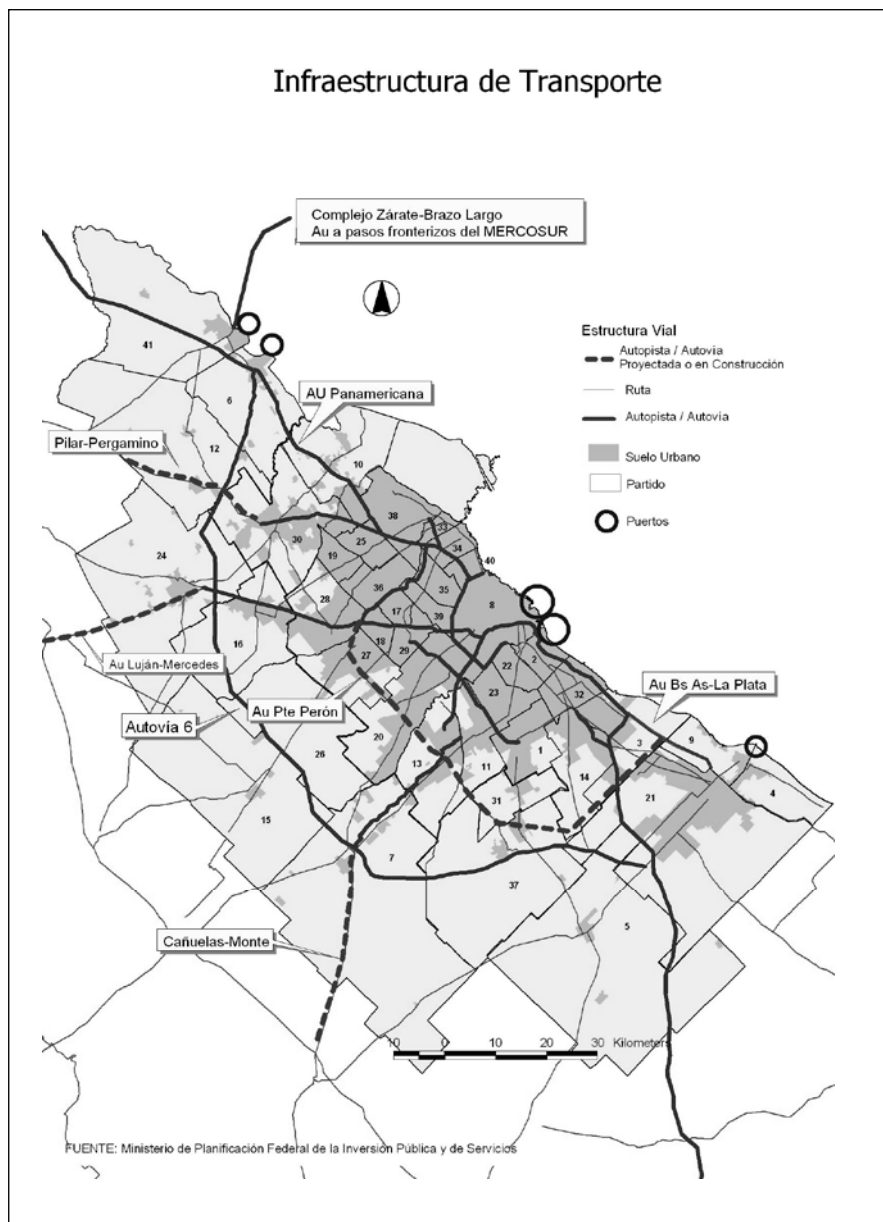 Infraestructura de Transporte
Complejo Zárate-Brazo Largo
Au a pasos fronterizos del MERCOSUR
Estructura Vial
Autopista / Autovía
Proyectada o en Construcción
Ruta
Autopista / Autovía
Suelo Urbano
Partido
Puertos
41
6
AU Panamericana
Pilar-Pergamino
12
10
38
33
30
25
34
24
19
40
36
35
8
28
17
39
16
18
27
29
22
2
Au Luján-Mercedes
23
32
Au Bs As-La Plata
Au Pte Perón
Autovía 6
9
3
26
20
13
11
1
14
4
31
21
15
7
37
5
Cañuelas-Monte
10 0 10 20 30 Kilometers
FUENTE: Ministerio de Planificación Federal de la Inversión Pública y de Servicios